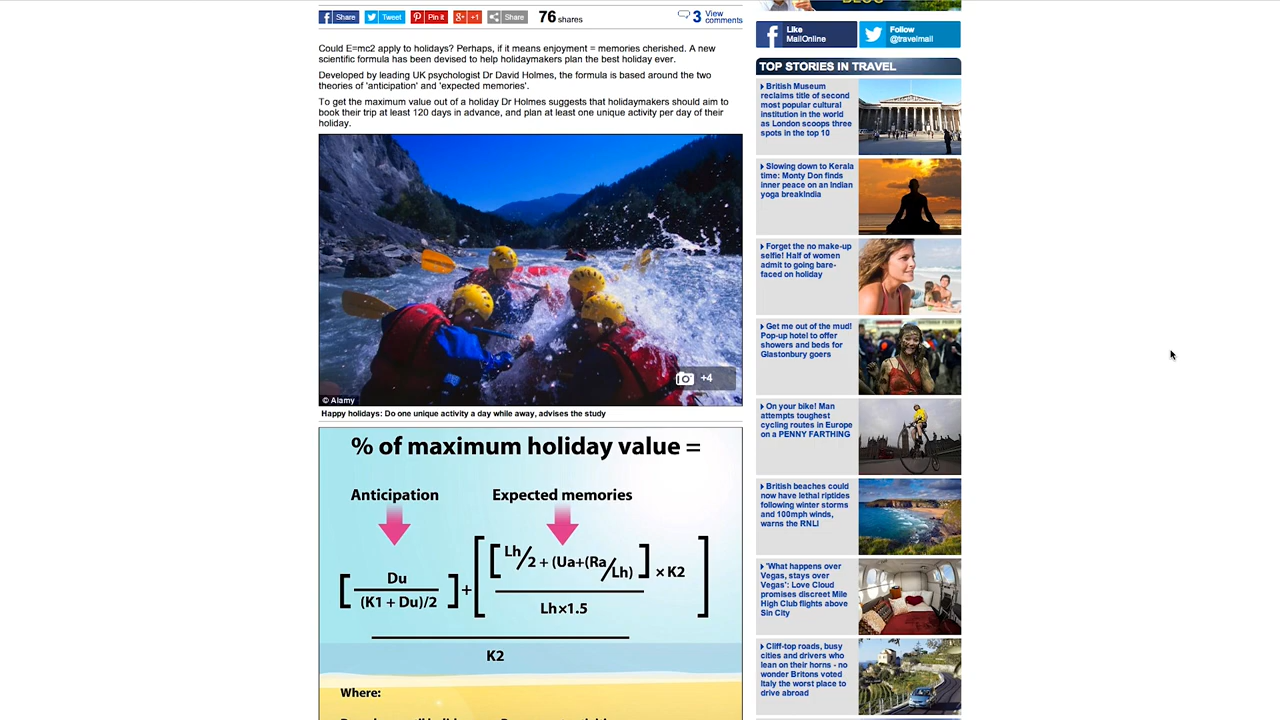 BLOG
Share
Tweet
Pin it
+1
Share
76 shares
3 View comments
Could E=mc2 apply to holidays? Perhaps, if it means enjoyment = memories cherished. A new
scientific formula has been devised to help holidaymakers plan the best holiday ever.
Developed by leading UK psychologist Dr David Holmes, the formula is based around the two
theories of 'anticipation' and 'expected memories'.
To get the maximum value out of a holiday Dr Holmes suggests that holidaymakers should aim to
book their trip at least 120 days in advance, and plan at least one unique activity per day of their
holiday.
+4
© Alamy
Happy holidays: Do one unique activity a day while away, advises the study
% of maximum holiday value =
Anticipation
Expected memories
[Du
(K1 + Du)/2]
+
[[Lh/2 + (Ua+(Ra/Lh)]
Lh×1.5
× K2]
K2
Where:
Like
MailOnline
Follow
@travelmail
TOP STORIES IN TRAVEL
British Museum
reclaims title of second
most popular cultural
institution in the world
as London scoops three
spots in the top 10
Slowing down to Kerala
time: Monty Don finds
inner peace on an Indian
yoga breakIndia
Forget the no make-up
selfie! Half of women
admit to going bare-
faced on holiday
Get me out of the mud!
Pop-up hotel to offer
showers and beds for
Glastonbury goers
On your bike! Man
attempts toughest
cycling routes in Europe
on a PENNY FARTHING
British beaches could
now have lethal riptides
following winter storms
and 100mph winds,
warns the RNLI
'What happens over
Vegas, stays over
Vegas': Love Cloud
promises discreet Mile
High Club flights above
Sin City
Cliff-top roads, busy
cities and drivers who
lean on their horns - no
wonder Britons voted
Italy the worst place to
drive abroad